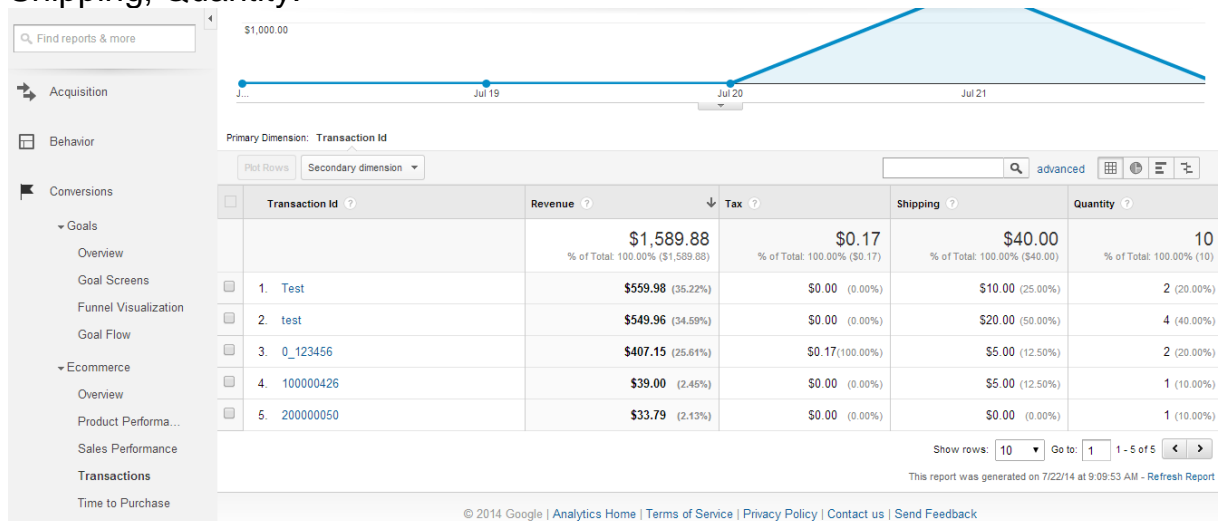 Shipping, Quantity.
Find reports & more
$1,000.00
Acquisition
J...
Jul 19
Jul 20
Jul 21
Behavior
Primary Dimension: Transaction Id
Plot Rows
Secondary dimension
advanced
Conversions
Transaction Id
Revenue
Tax
Shipping
Quantity
Goals
$1,589.88
$0.17
$40.00
10
Overview
% of Total: 100.00% ($1,589.88)
% of Total: 100.00% ($0.17)
% of Total: 100.00% ($40.00)
% of Total: 100.00% (10)
Goal Screens
1. Test $559.98 (35.22%) $0.00 (0.00%) $10.00 (25.00%) 2 (20.00%)
Funnel Visualization
2. test $549.96 (34.59%) $0.00 (0.00%) $20.00 (50.00%) 4 (40.00%)
Goal Flow
3. 0_123456 $407.15 (25.61%) $0.17(100.00%) $5.00 (12.50%) 2 (20.00%)
Ecommerce
4. 100000426 $39.00 (2.45%) $0.00 (0.00%) $5.00 (12.50%) 1 (10.00%)
Overview
5. 200000050 $33.79 (2.13%) $0.00 (0.00%) $0.00 (0.00%) 1 (10.00%)
Product Performa...
Sales Performance
Show rows: 10 Go to: 1 1 - 5 of 5
Transactions
This report was generated on 7/22/14 at 9:09:53 AM - Refresh Report
Time to Purchase
© 2014 Google | Analytics Home | Terms of Service | Privacy Policy | Contact us | Send Feedback